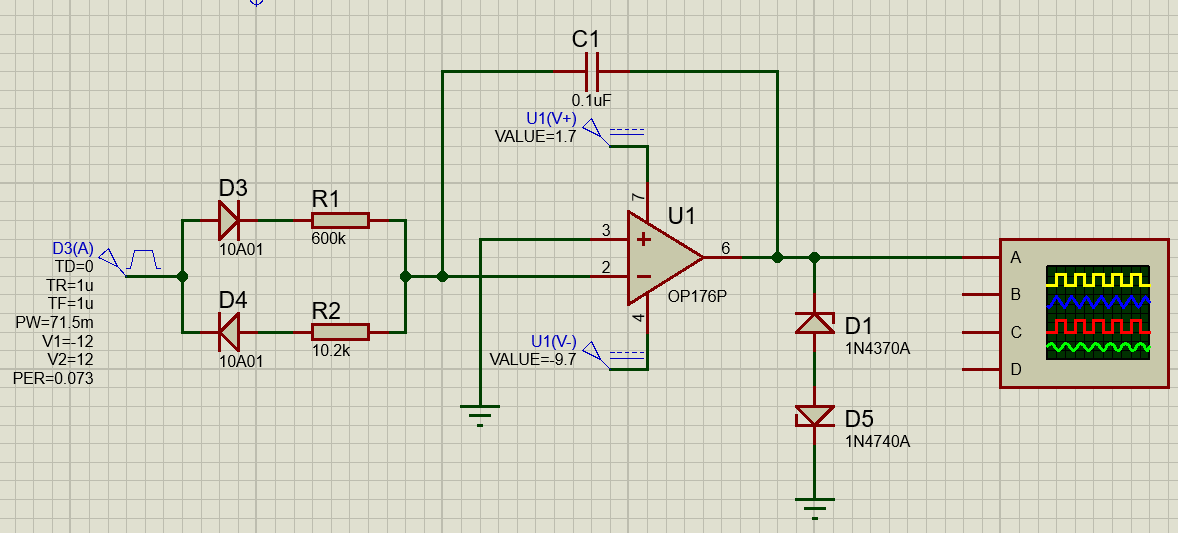 C1
0.1uF
U1(V+)
VALUE=1.7
7
D3
10A01
R1
600k
3
2
U1
6
OP176P
4
D3(A)
TD=0
TR=1u
TF=1u
PW=71.5m
V1=-12
V2=12
PER=0.073
D4
10A01
R2
10.2k
U1(V-)
VALUE=-9.7
D1
1N4370A
D5
1N4740A
A
B
C
D